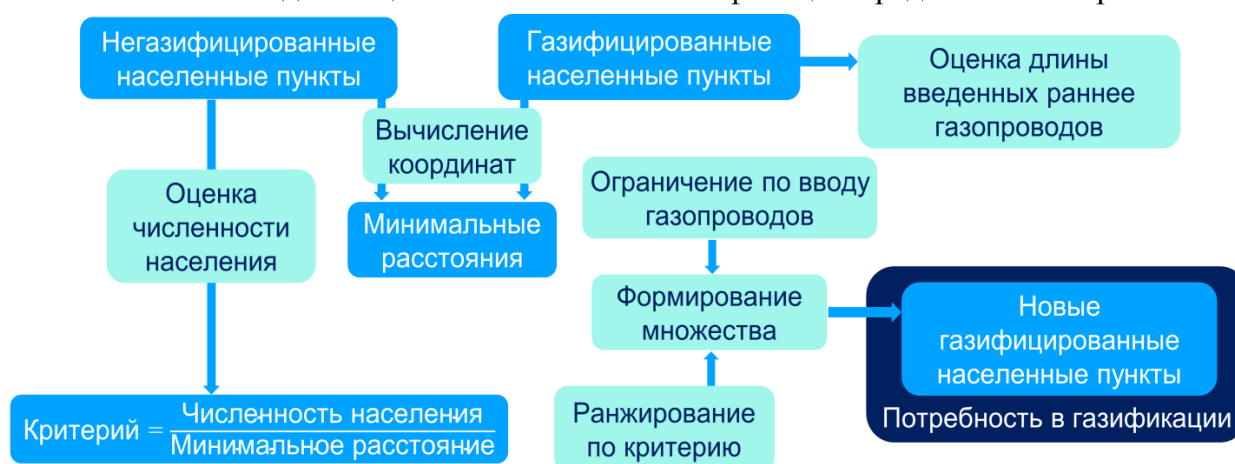 Негазифицированные
населенные пункты
Газифицированные
населенные пункты
Оценка длины
введенных раннее
газопроводов
Вычисление
координат
Оценка
численности
населения
Минимальные
расстояния
Ограничение по вводу
газопроводов
Формирование
множества
Новые
газифицированные
населенные пункты
Потребность в газификации
Ранжирование
по критерию
Критерий = Численность населения
Минимальное расстояние